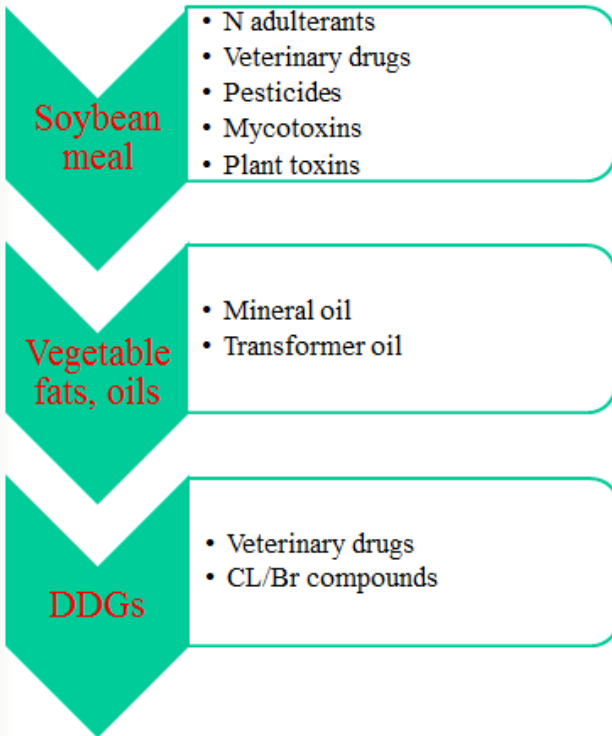 Soybean
meal
• N adulterants
• Veterinary drugs
• Pesticides
• Mycotoxins
• Plant toxins
Vegetable
fats, oils
• Mineral oil
• Transformer oil
DDGs
• Veterinary drugs
• CL/Br compounds